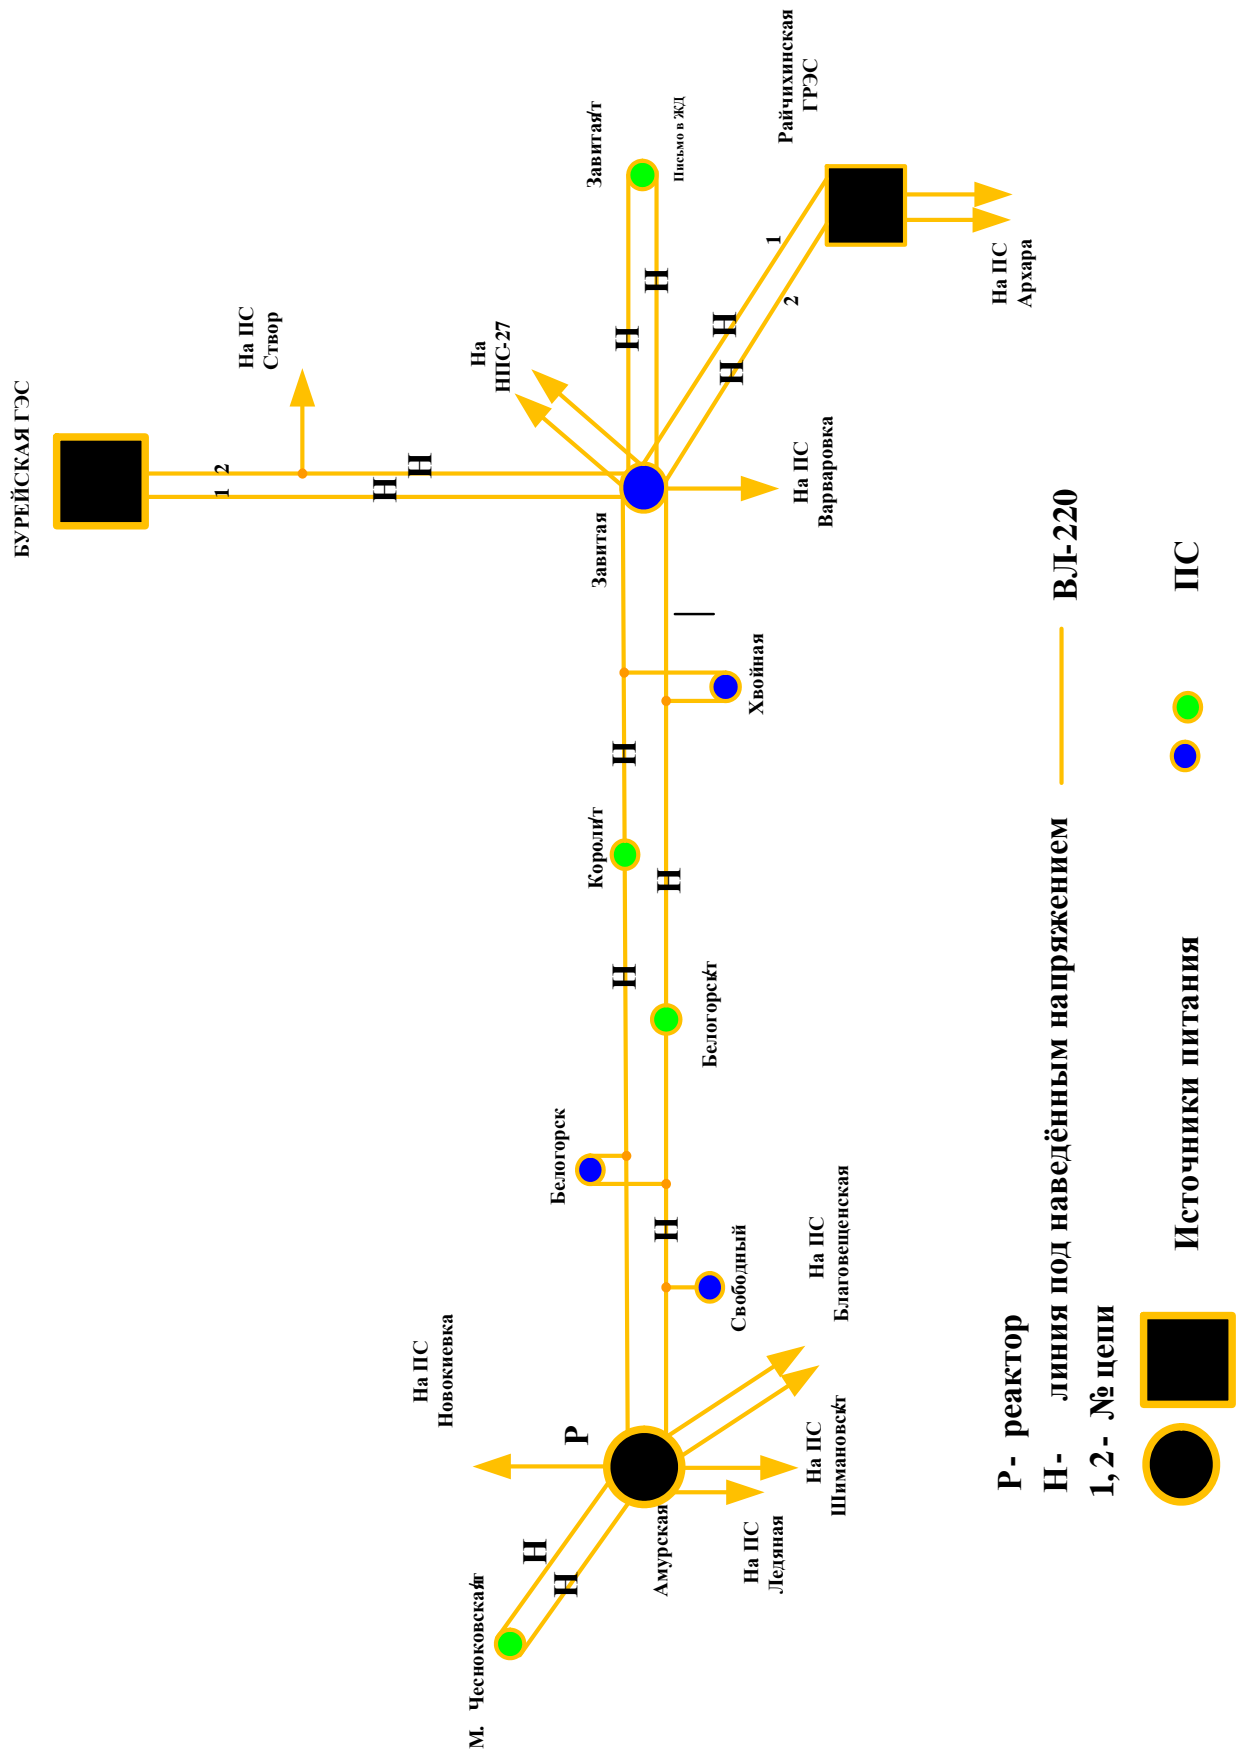 БУРЕЙСКАЯ ГЭС
1
2
На ПС
Створ
На
НПС-27
Завитая/т
Письмо в ЖД
Райчихинская
ГРЭС
Н
Н
Н
Н
1
2
Н
Н
На ПС
Архара
Завитая
На ПС
Варваровка
Хвойная
Н
Короли/т
Н
Н
Белогорск/т
Белогорск
Н
Свободный
На ПС
Благовещенская
На ПС
Новокиевка
Р
Амурская
На ПС
Шимановск/т
На ПС
Ледяная
Н
Н
М. Чесноковская/т
Р - реактор
Н - линия под наведённым напряжением
ВЛ-220
1, 2 - № цепи
Источники питания
ПС